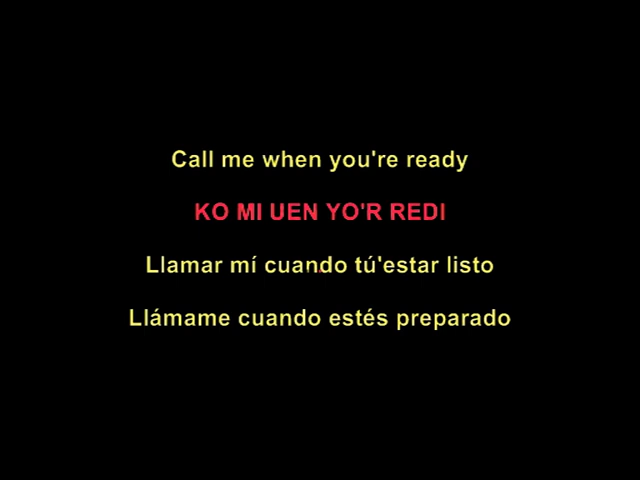 Call me when you're ready
KO MI UEN YO'R REDI
Llamar mí cuando tú'estar listo
Llámame cuando estés preparado